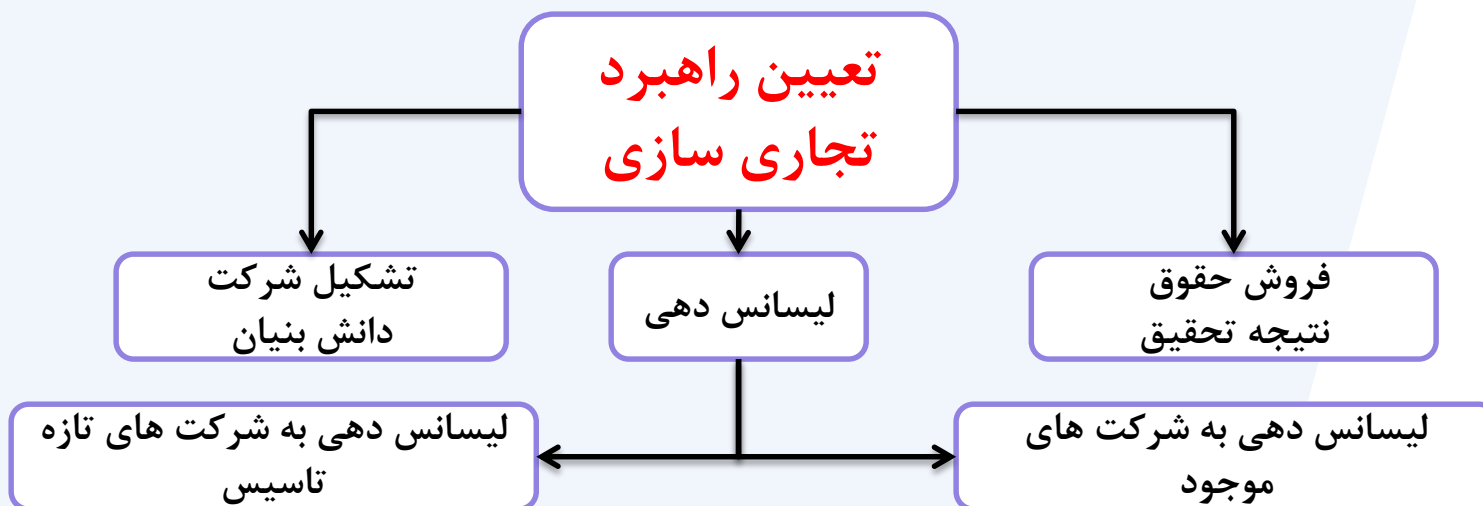 تعیین راهبرد
تجاری سازی
فروش حقوق
نتیجه تحقیق
لیسانس دهی
تشکیل شرکت
دانش بنیان
لیسانس دهی به شرکت های
موجود
لیسانس دهی به شرکت های تازه
تاسیس